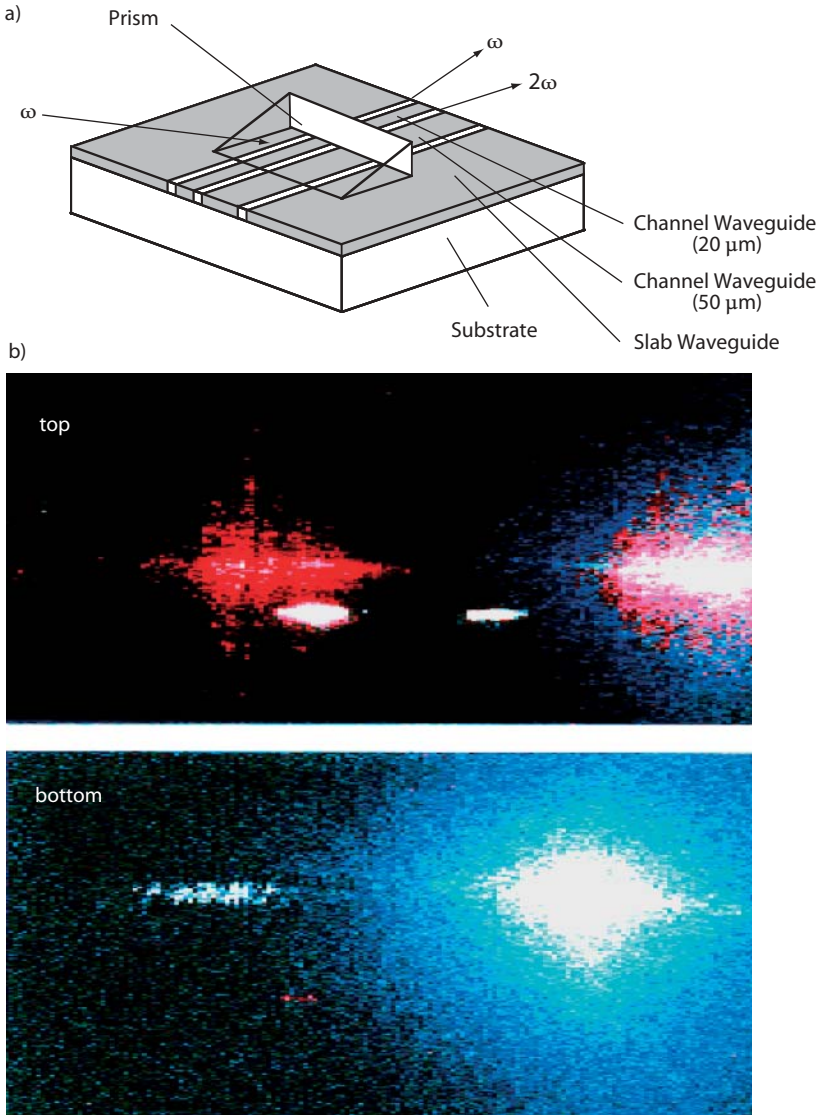 a)
Prism
ω
2ω
ω
Channel Waveguide
(20 μm)
Channel Waveguide
(50 μm)
Substrate
Slab Waveguide
b)
top
bottom